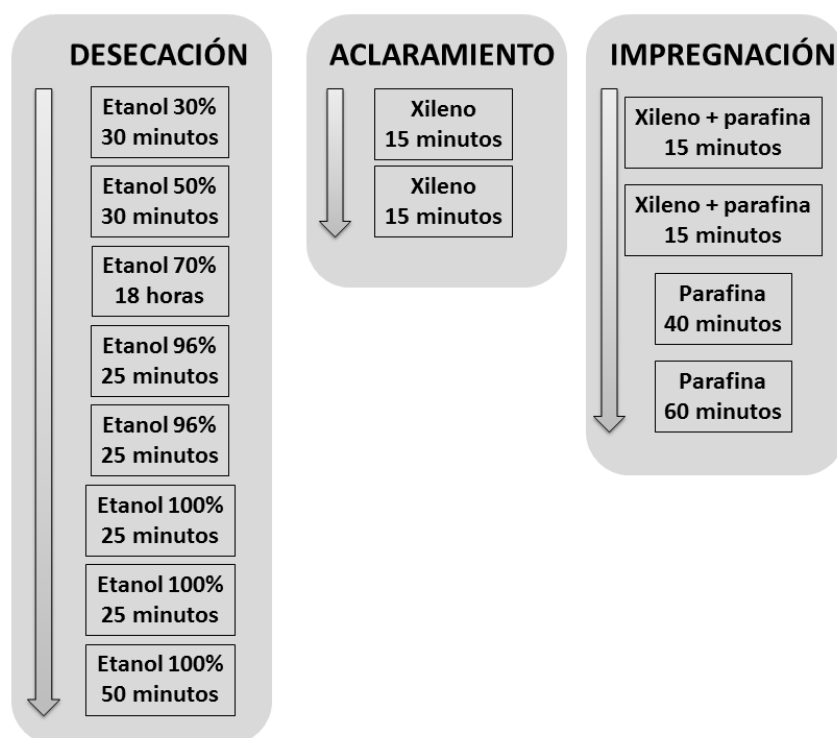 DESECACIÓN
Etanol 30%
30 minutos
Etanol 50%
30 minutos
Etanol 70%
18 horas
Etanol 96%
25 minutos
Etanol 96%
25 minutos
Etanol 100%
25 minutos
Etanol 100%
25 minutos
Etanol 100%
50 minutos
ACLARAMIENTO
Xileno
15 minutos
Xileno
15 minutos
IMPREGNACIÓN
Xileno + parafina
15 minutos
Xileno + parafina
15 minutos
Parafina
40 minutos
Parafina
60 minutos